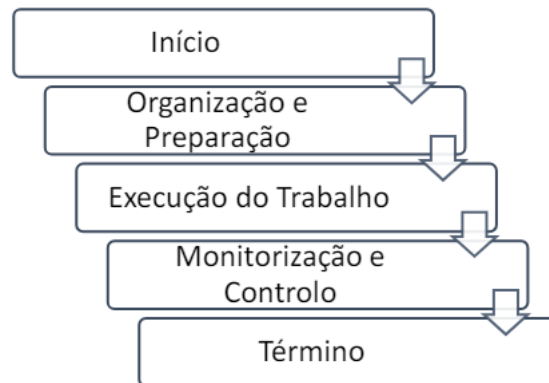 Início
Organização e
Preparação
Execução do Trabalho
Monitorização e
Controlo
Término